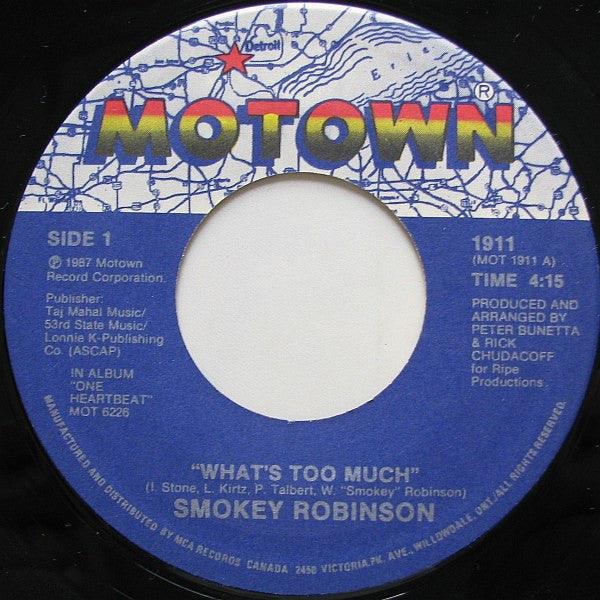 Detroit
Erie
MOTOWN®
SIDE 1
℗ 1987 Motown
Record Corporation.
Publisher:
Taj Mahal Music/
53rd State Music/
Lonnie K-Publishing
Co. (ASCAP)
IN ALBUM
"ONE
HEARTBEAT"
MOT 6226
1911
(MOT 1911 A)
TIME 4:15
PRODUCED AND
ARRANGED BY
PETER BUNETTA
& RICK
CHUDACOFF
for Ripe
Productions.
"WHAT'S TOO MUCH"
(I. Stone, L. Kirtz, P. Talbert, W. "Smokey" Robinson)
SMOKEY ROBINSON
MANUFACTURED AND DISTRIBUTED BY MCA RECORDS CANADA 2450 VICTORIA PK. AVE., WILLOWDALE, ONT./ALL RIGHTS RESERVED.